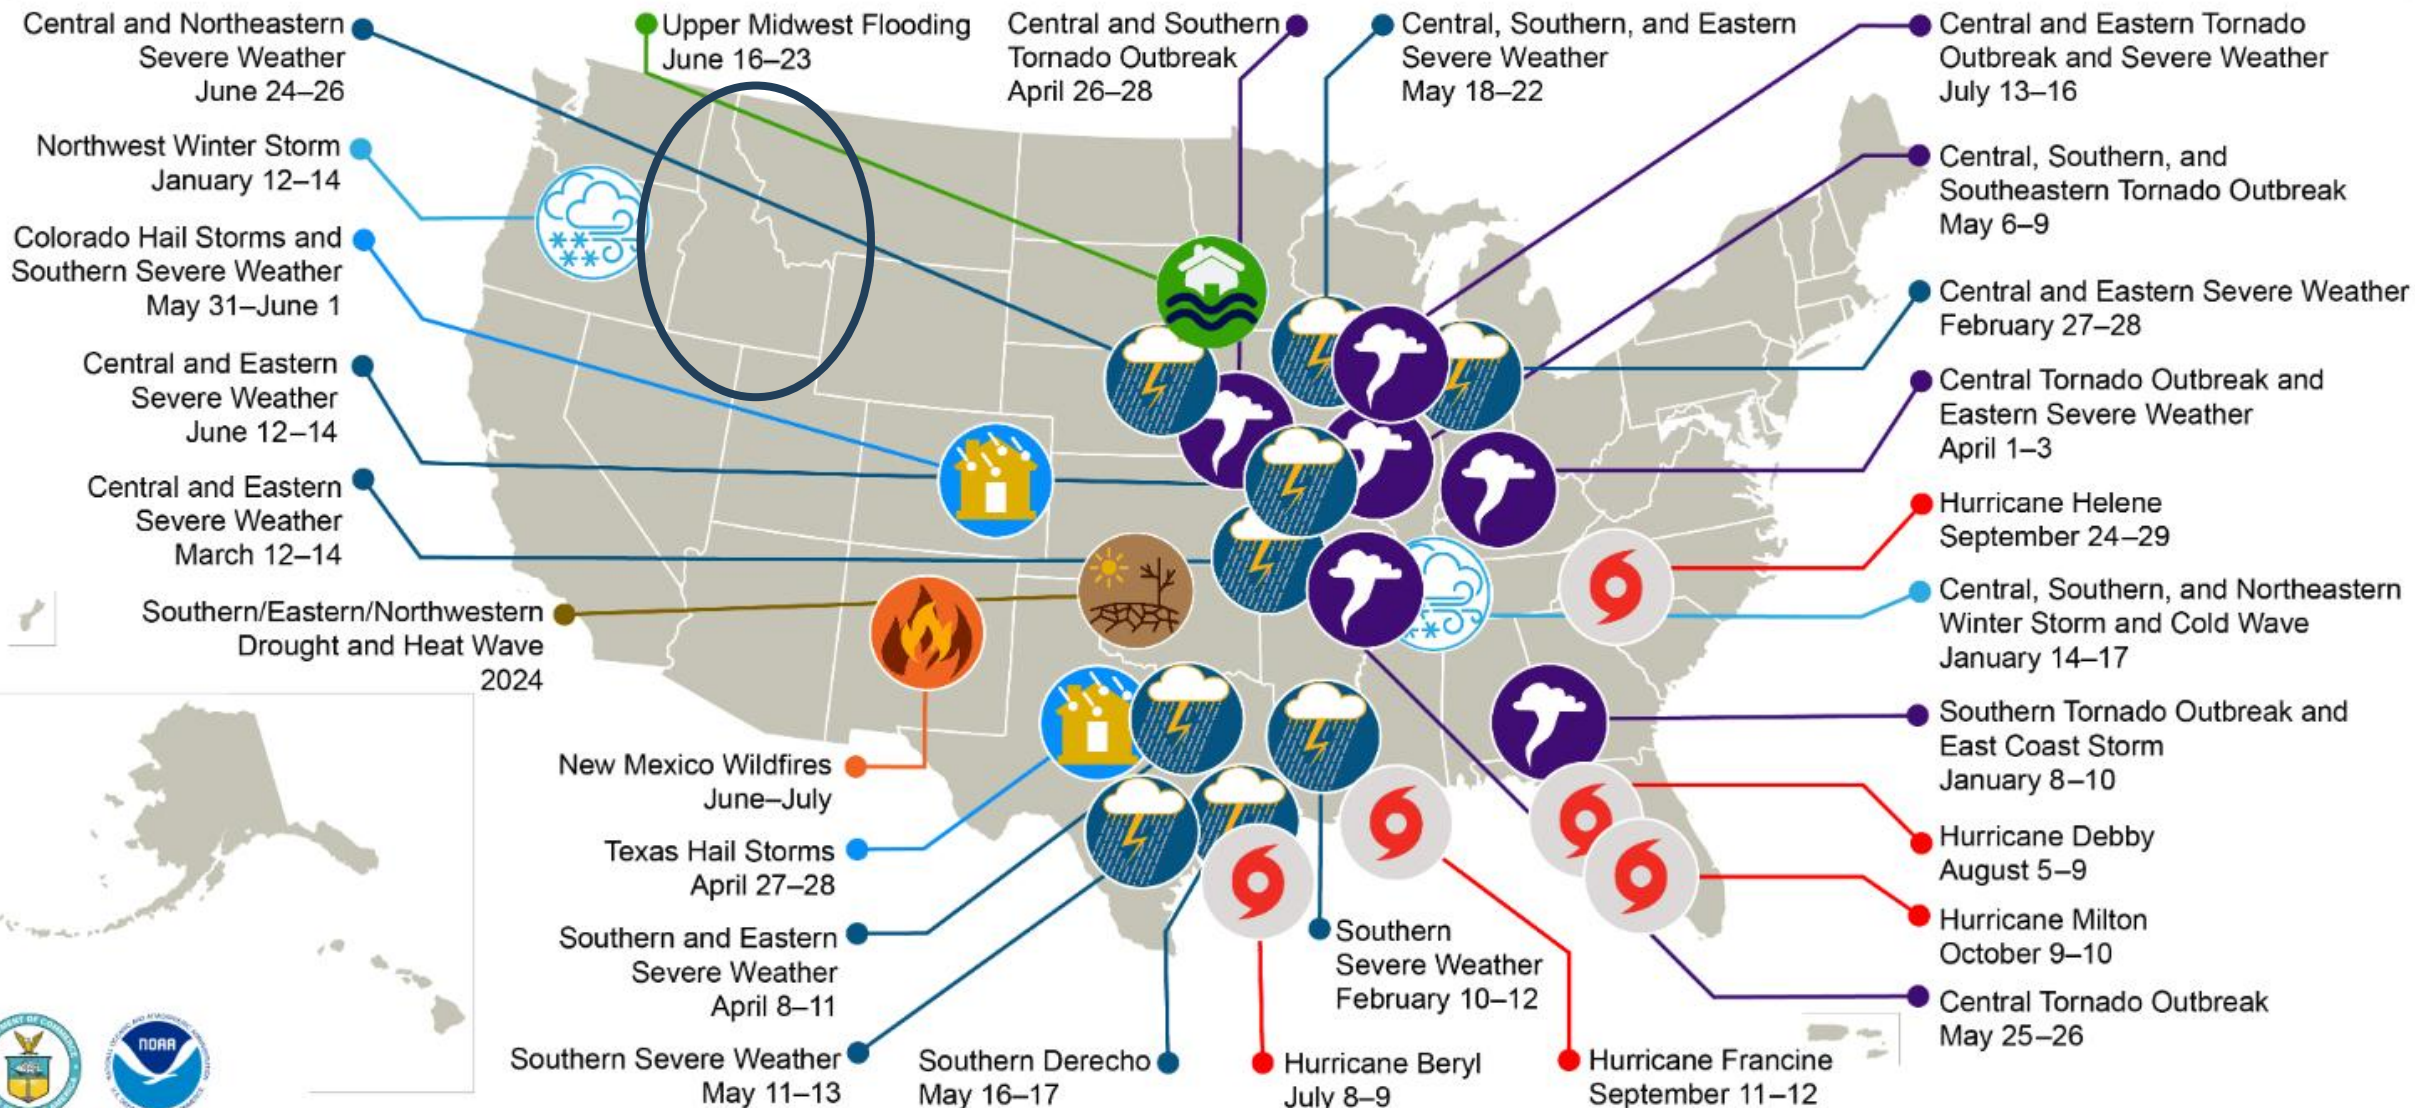 Central and Northeastern
Severe Weather
June 24–26
Northwest Winter Storm
January 12–14
Colorado Hail Storms and
Southern Severe Weather
May 31–June 1
Central and Eastern
Severe Weather
June 12–14
Central and Eastern
Severe Weather
March 12–14
Southern/Eastern/Northwestern
Drought and Heat Wave
2024
Upper Midwest Flooding
June 16–23
Central and Southern
Tornado Outbreak
April 26–28
Central, Southern, and Eastern
Severe Weather
May 18–22
Central and Eastern Tornado
Outbreak and Severe Weather
July 13–16
Central, Southern, and
Southeastern Tornado Outbreak
May 6–9
Central and Eastern Severe Weather
February 27–28
Central Tornado Outbreak and
Eastern Severe Weather
April 1–3
Hurricane Helene
September 24–29
Central, Southern, and Northeastern
Winter Storm and Cold Wave
January 14–17
Southern Tornado Outbreak and
East Coast Storm
January 8–10
Hurricane Debby
August 5–9
Hurricane Milton
October 9–10
Central Tornado Outbreak
May 25–26
New Mexico Wildfires
June–July
Texas Hail Storms
April 27–28
Southern and Eastern
Severe Weather
April 8–11
Southern Severe Weather
May 11–13
Southern Derecho
May 16–17
Hurricane Beryl
July 8–9
Southern
Severe Weather
February 10–12
Hurricane Francine
September 11–12
NOAA